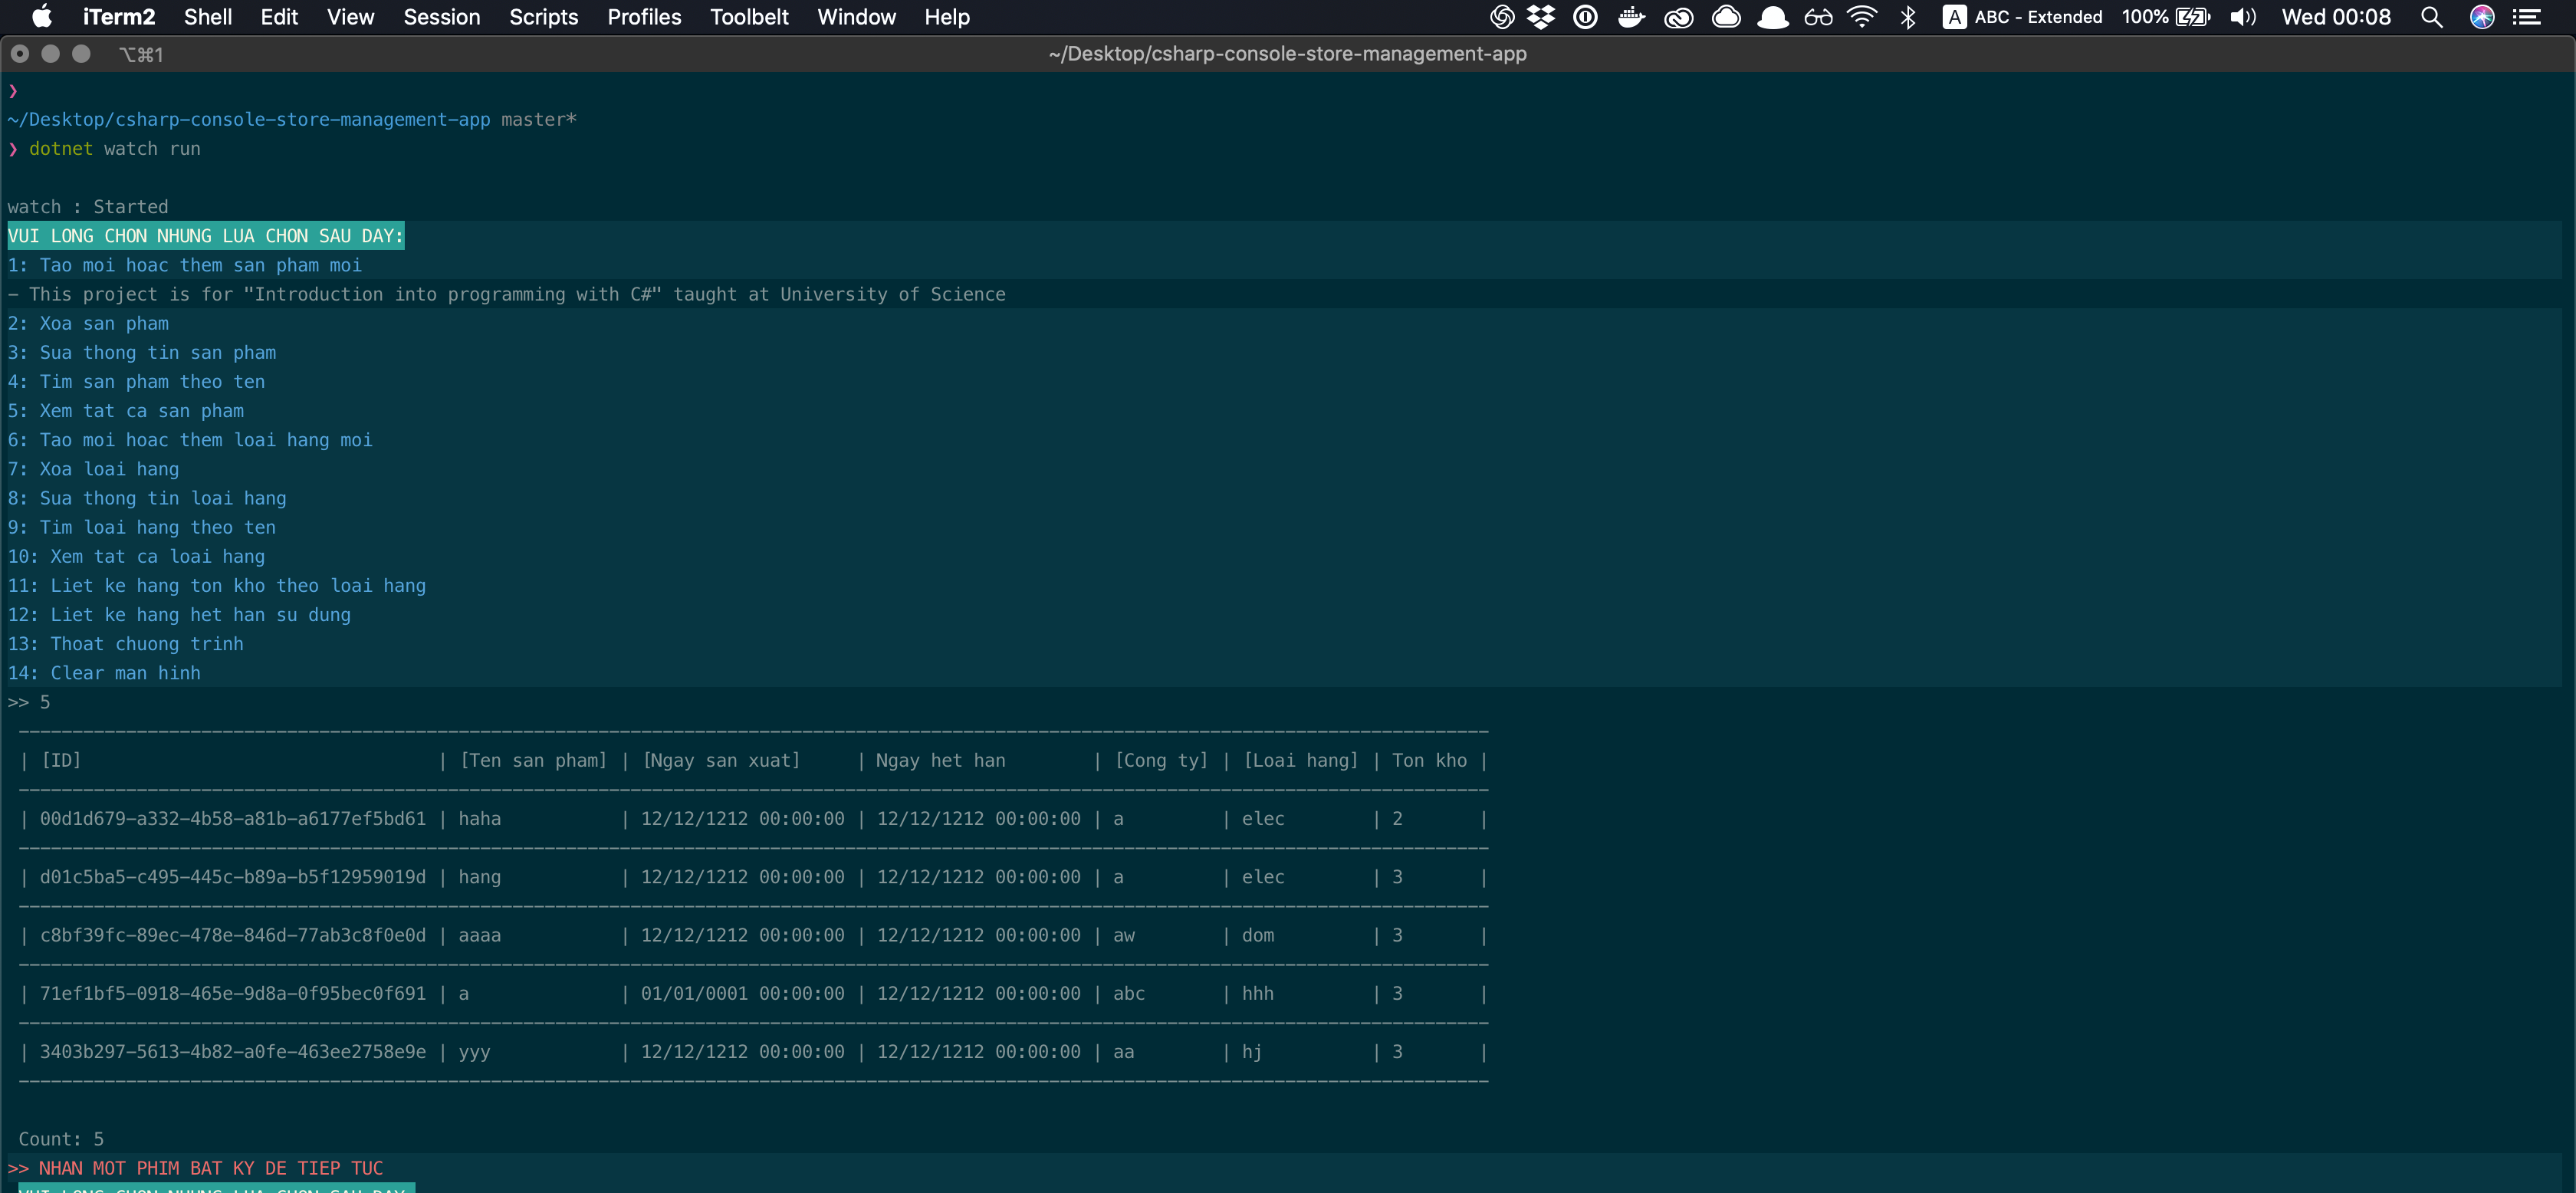 iTerm2 Shell Edit View Session Scripts Profiles Toolbelt Window Help A ABC - Extended 100% Wed 00:08
⌥⌘1 ~/Desktop/csharp-console-store-management-app
❯
~/Desktop/csharp-console-store-management-app master*
❯ dotnet watch run
watch : Started
VUI LONG CHON NHUNG LUA CHON SAU DAY:
1: Tao moi hoac them san pham moi
- This project is for "Introduction into programming with C#" taught at University of Science
2: Xoa san pham
3: Sua thong tin san pham
4: Tim san pham theo ten
5: Xem tat ca san pham
6: Tao moi hoac them loai hang moi
7: Xoa loai hang
8: Sua thong tin loai hang
9: Tim loai hang theo ten
10: Xem tat ca loai hang
11: Liet ke hang ton kho theo loai hang
12: Liet ke hang het han su dung
13: Thoat chuong trinh
14: Clear man hinh
>> 5
| [ID] | [Ten san pham] | [Ngay san xuat] | Ngay het han | [Cong ty] | [Loai hang] | Ton kho |
| 00d1d679-a332-4b58-a81b-a6177ef5bd61 | haha | 12/12/1212 00:00:00 | 12/12/1212 00:00:00 | a | elec | 2 |
| d01c5ba5-c495-445c-b89a-b5f12959019d | hang | 12/12/1212 00:00:00 | 12/12/1212 00:00:00 | a | elec | 3 |
| c8bf39fc-89ec-478e-846d-77ab3c8f0e0d | aaaa | 12/12/1212 00:00:00 | 12/12/1212 00:00:00 | aw | dom | 3 |
| 71ef1bf5-0918-465e-9d8a-0f95bec0f691 | a | 01/01/0001 00:00:00 | 12/12/1212 00:00:00 | abc | hhh | 3 |
| 3403b297-5613-4b82-a0fe-463ee2758e9e | yyy | 12/12/1212 00:00:00 | 12/12/1212 00:00:00 | aa | hj | 3 |
Count: 5
>> NHAN MOT PHIM BAT KY DE TIEP TUC
VUI LONG CHON NHUNG LUA CHON SAU DAY: